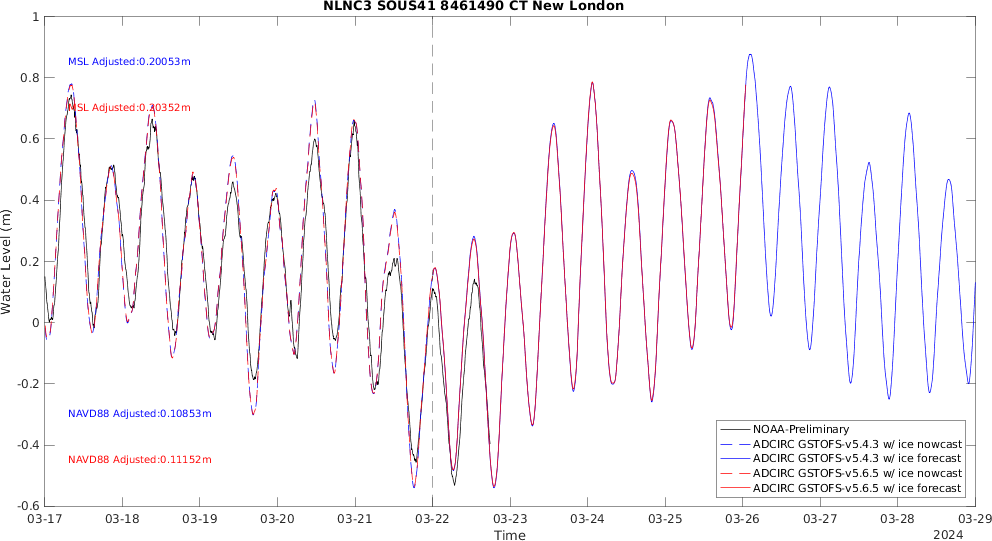 NLNC3 SOUS41 8461490 CT New London
1
0.8
0.6
0.4
0.2
0
-0.2
-0.4
-0.6
Water Level (m)
MSL Adjusted:0.20053m
MSL Adjusted:0.20352m
NAVD88 Adjusted:0.10853m
NAVD88 Adjusted:0.11152m
NOAA-Preliminary
ADCIRC GSTOFS-v5.4.3 w/ ice nowcast
ADCIRC GSTOFS-v5.4.3 w/ ice forecast
ADCIRC GSTOFS-v5.6.5 w/ ice nowcast
ADCIRC GSTOFS-v5.6.5 w/ ice forecast
03-17 03-18 03-19 03-20 03-21 03-22 03-23 03-24 03-25 03-26 03-27 03-28 03-29
Time
2024